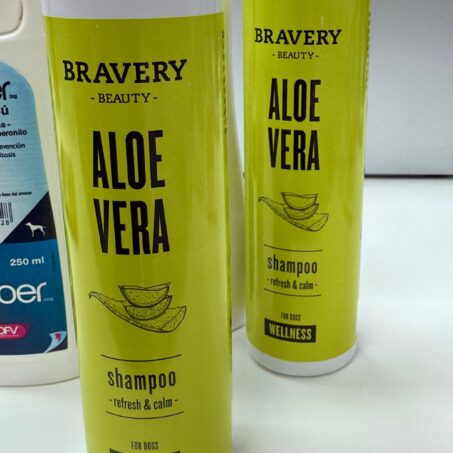 BRAVERY
- BEAUTY -
ALOE
VERA
shampoo
- refresh & calm -
FOR DOGS
BRAVERY
- BEAUTY -
ALOE
VERA
shampoo
- refresh & calm -
FOR DOGS
WELLNESS
250 ml